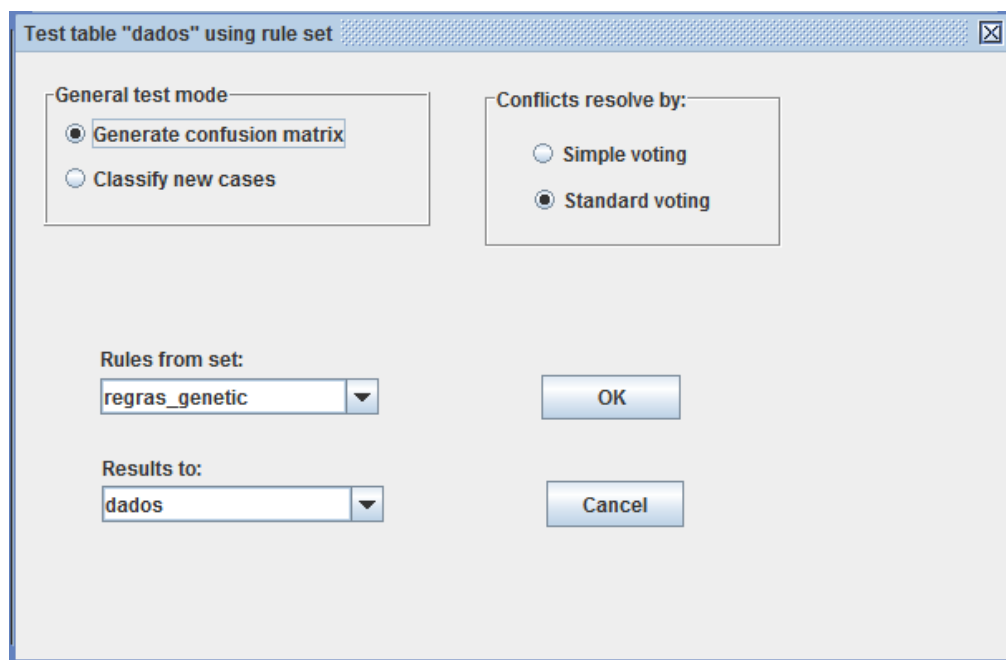 Test table "dados" using rule set
General test mode
Generate confusion matrix
Classify new cases
Conflicts resolve by:
Simple voting
Standard voting
Rules from set:
regras_genetic
OK
Results to:
dados
Cancel